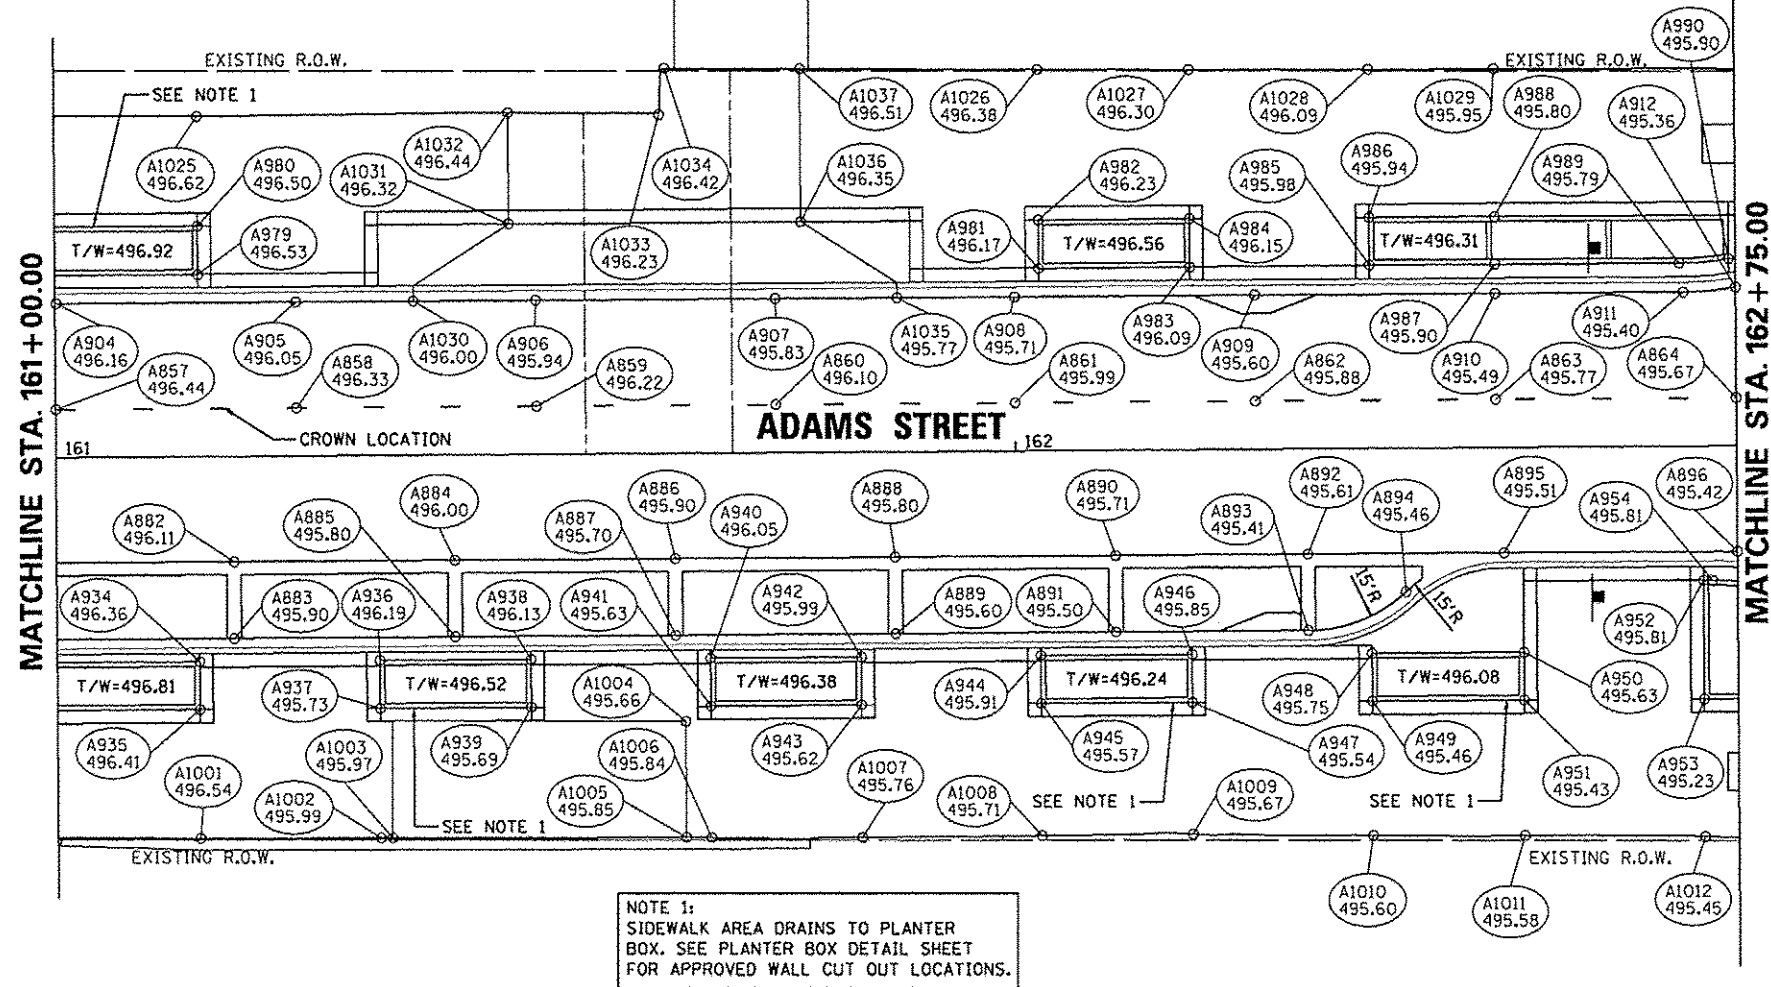 A990
495.90
EXISTING R.O.W.
EXISTING R.O.W.
SEE NOTE 1
A1037
496.51
A1026
496.38
A1027
496.30
A1028
496.09
A1029
495.95
A988
495.80
A912
495.36
A1025
496.62
A980
496.50
A1031
496.32
A1032
496.44
A1034
496.42
A1036
496.35
A982
496.23
A985
495.98
A986
495.94
A989
495.79
T/W=496.92
A979
496.53
A1033
496.23
A981
496.17
T/W=496.56
A984
496.15
T/W=496.31
MATCHLINE STA. 161+00.00
MATCHLINE STA. 162+75.00
A904
496.16
A905
496.05
A1030
496.00
A906
495.94
A907
495.83
A1035
495.77
A908
495.71
A983
496.09
A909
495.60
A987
495.90
A910
495.49
A911
495.40
A857
496.44
A858
496.33
A859
496.22
A860
496.10
A861
495.99
A862
495.88
A863
495.77
A864
495.67
CROWN LOCATION
ADAMS STREET
161
162
A882
496.11
A885
495.80
A884
496.00
A887
495.70
A886
495.90
A940
496.05
A888
495.80
A890
495.71
A893
495.41
A892
495.61
A894
495.46
A895
495.51
A954
495.81
A896
495.42
A934
496.36
A883
495.90
A936
496.19
A938
496.13
A941
495.63
A942
495.99
A889
495.60
A891
495.50
A946
495.85
15'R
15'R
A952
495.81
T/W=496.81
T/W=496.52
T/W=496.38
T/W=496.24
T/W=496.08
A937
495.73
A1004
495.66
A944
495.91
A948
495.75
A950
495.63
A935
496.41
A1003
495.97
A939
495.69
A1006
495.84
A943
495.62
A945
495.57
A947
495.54
A949
495.46
A951
495.43
A953
495.23
A1001
496.54
A1002
495.99
A1005
495.85
A1007
495.76
A1008
495.71
A1009
495.67
SEE NOTE 1
SEE NOTE 1
SEE NOTE 1
EXISTING R.O.W.
EXISTING R.O.W.
A1010
495.60
A1011
495.58
A1012
495.45
NOTE 1:
SIDEWALK AREA DRAINS TO PLANTER
BOX. SEE PLANTER BOX DETAIL SHEET
FOR APPROVED WALL CUT OUT LOCATIONS.